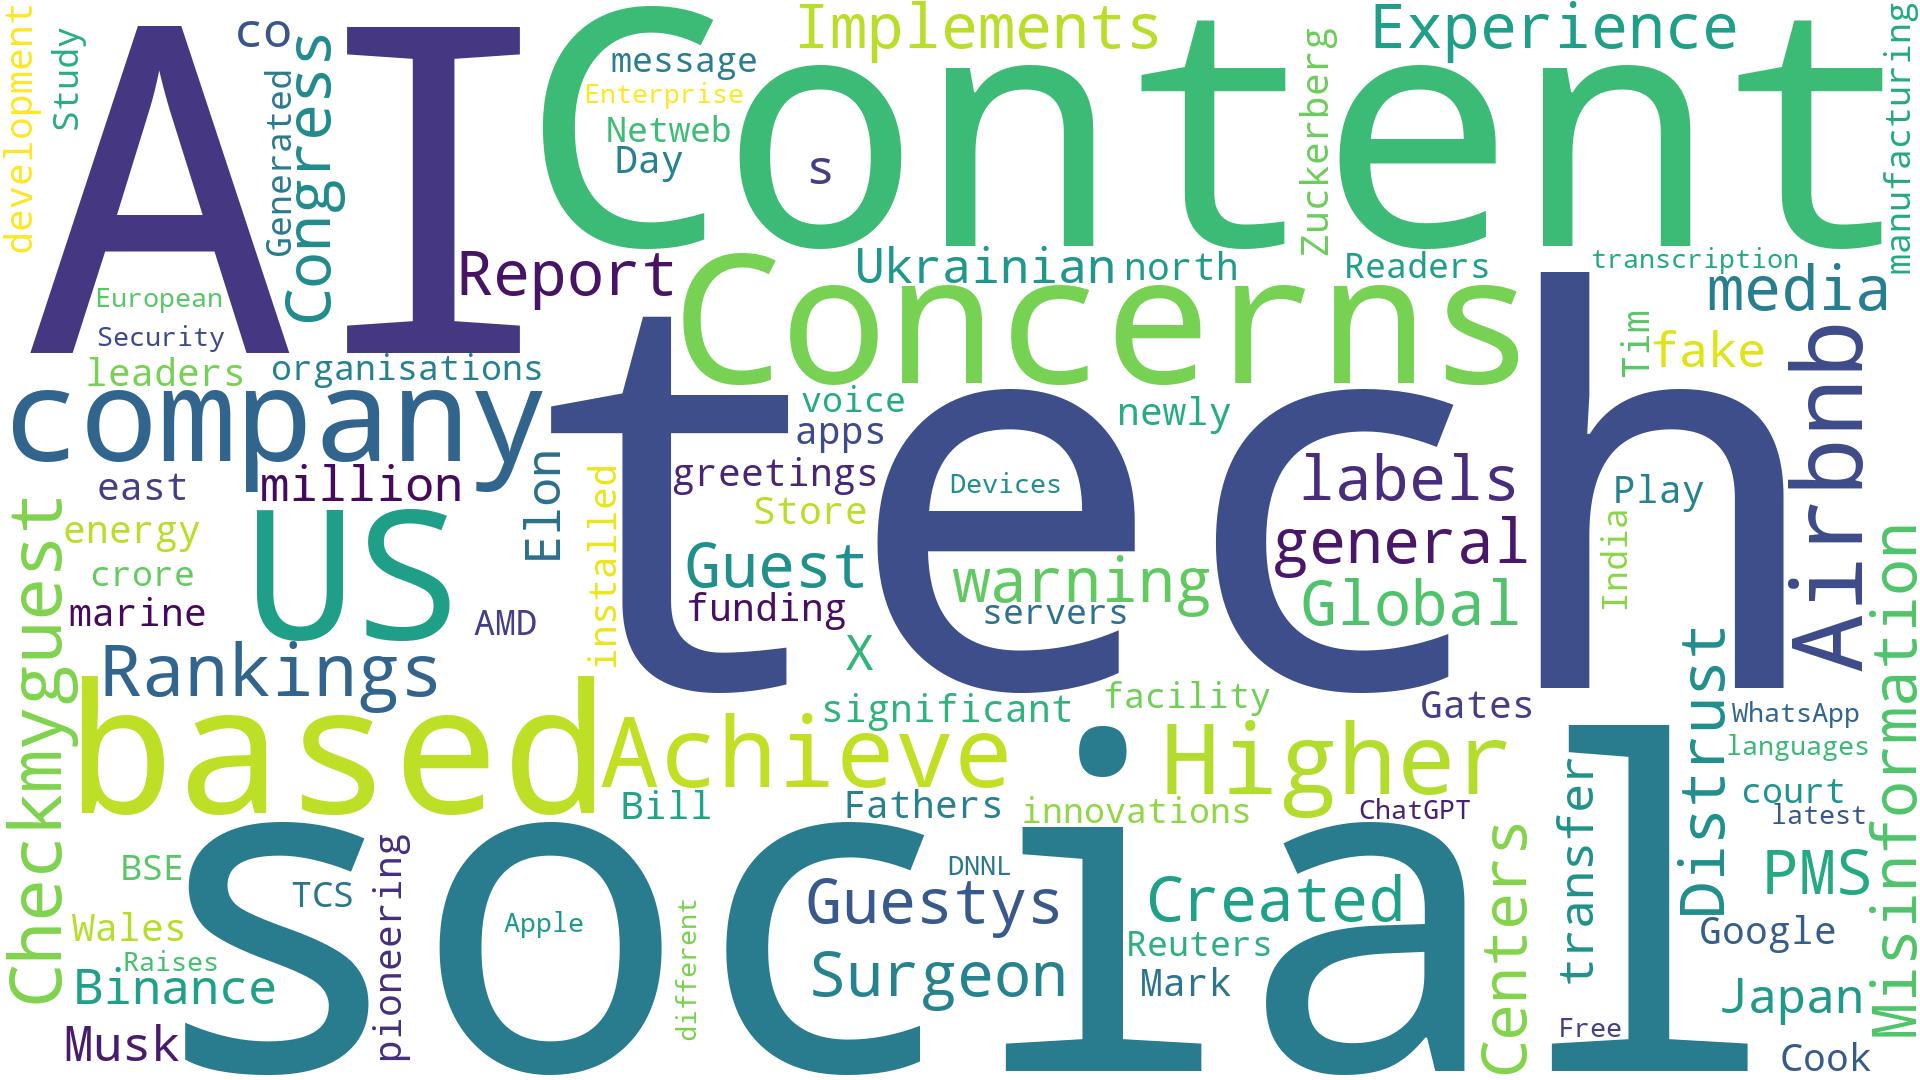 AI
Content
tech
social
Concerns
company
US
based
development
Study
co
Generated
Congress
message
Enterprise
Netweb
Day
s
Implements
Experience
Zuckerberg
manufacturing
Report
Ukrainian
north
Readers
transcription
media
European
Security
leaders
organisations
Tim
fake
Airbnb
voice
apps
newly
east
million
Elon
installed
greetings
Store
Devices
labels
Play
energy
crore
marine
AMD
Guest
funding
warning
servers
general
Global
India
X
Checkmyguest
Rankings
significant
facility
Gates
Distrust
WhatsApp
languages
court
latest
Misinformation
Achieve
Higher
Bill
Fathers
innovations
ChatGPT
transfer
BSE
TCS
pioneering
Wales
Raises
Binance
Musk
Apple
different
DNNL
Guestys
Surgeon
Created
Reuters
Mark
Centers
PMS
Google
Japan
Free
Cook